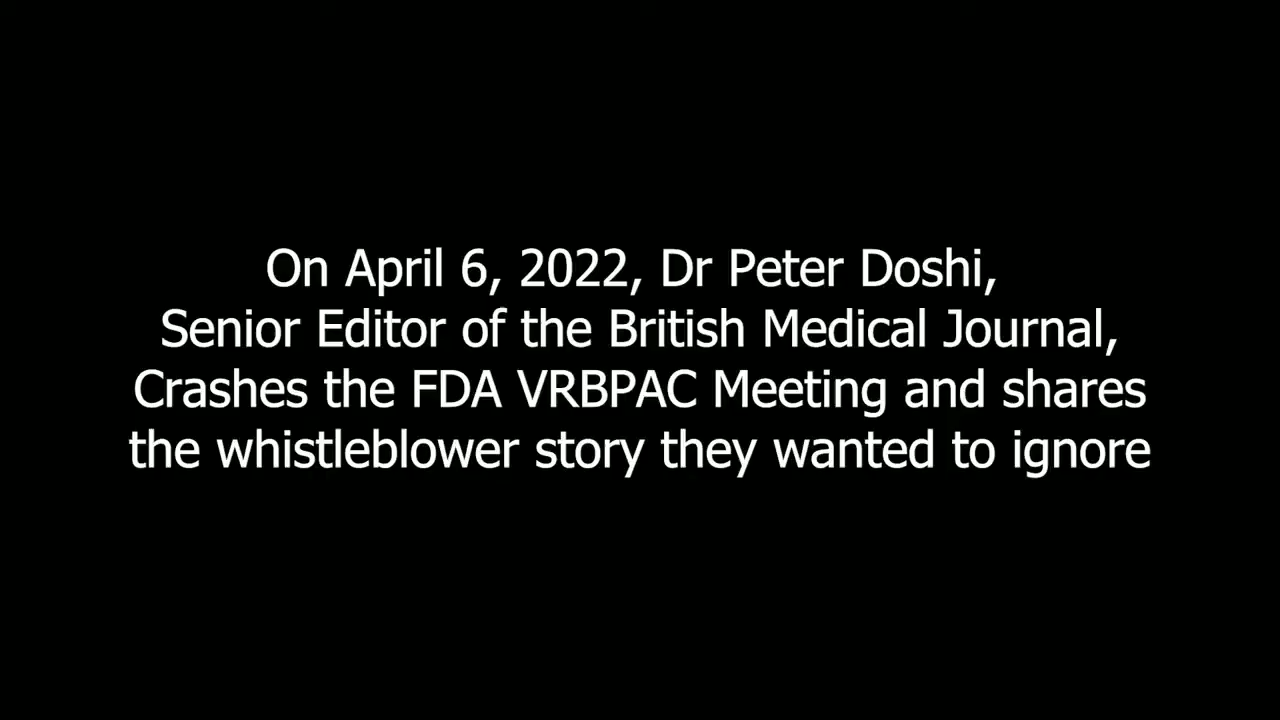 On April 6, 2022, Dr Peter Doshi,
Senior Editor of the British Medical Journal,
Crashes the FDA VRBPAC Meeting and shares
the whistleblower story they wanted to ignore